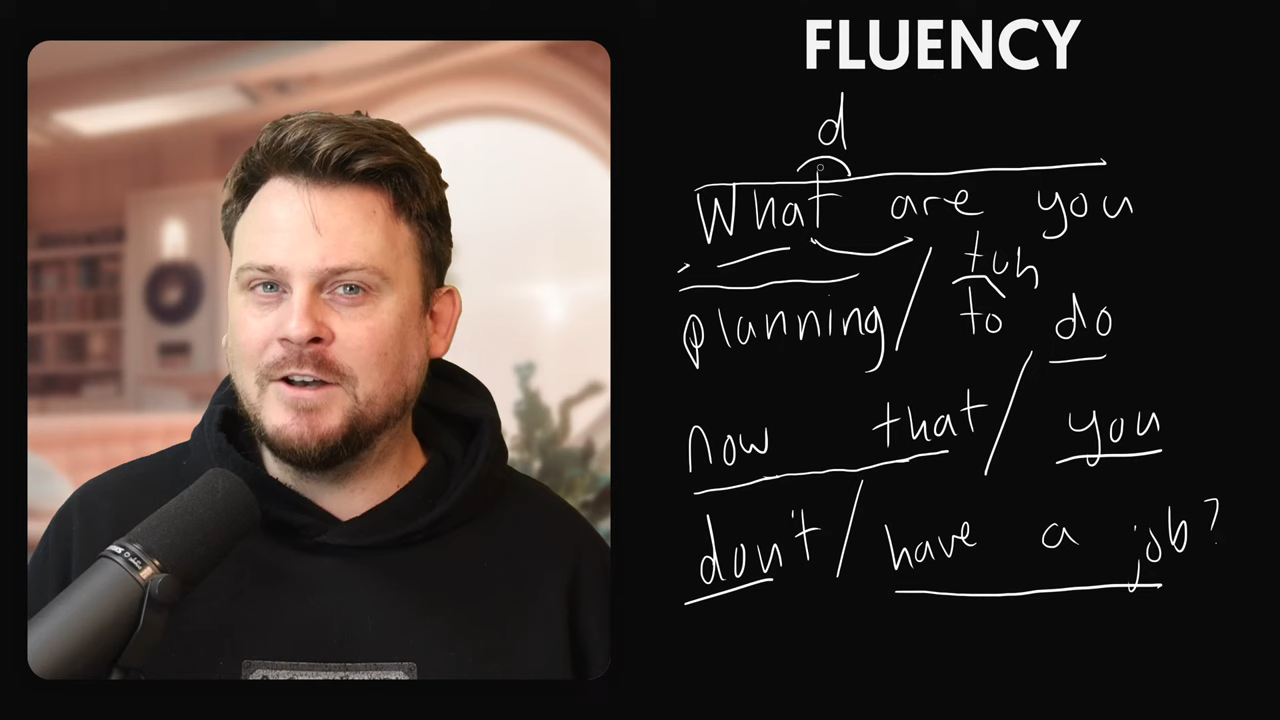 FLUENCY
d
What are you
tuh
planning / to do
now that / you
don't / have a job?